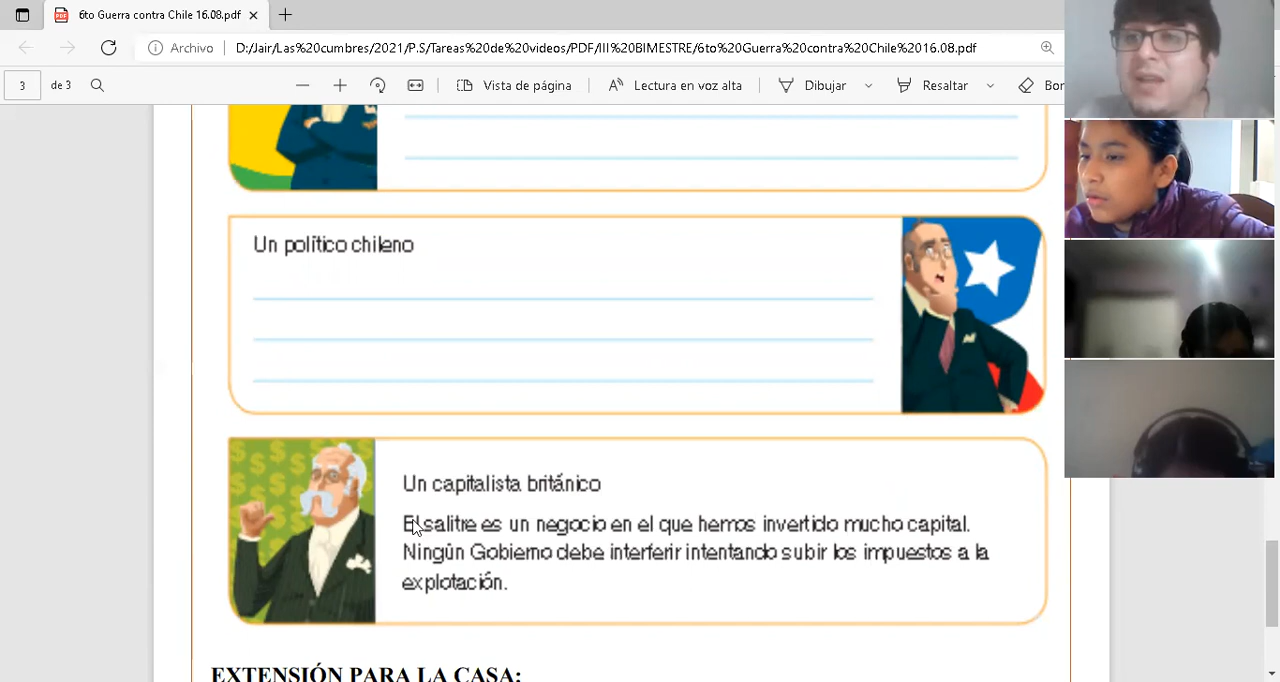 6to Guerra contra Chile 16.08.pdf
Archivo
D:/Jair/Las%20cumbres/2021/P.S/Tareas%20de%20videos/PDF/III%20BIMESTRE/6to%20Guerra%20contra%20Chile%2016.08.pdf
3 de 3
Vista de página
Lectura en voz alta
Dibujar
Resaltar
Bor
Un político chileno
Un capitalista británico
El salitre es un negocio en el que hemos invertido mucho capital.
Ningún Gobierno debe interferir intentando subir los impuestos a la
explotación.
EXTENSIÓN PARA LA CASA: